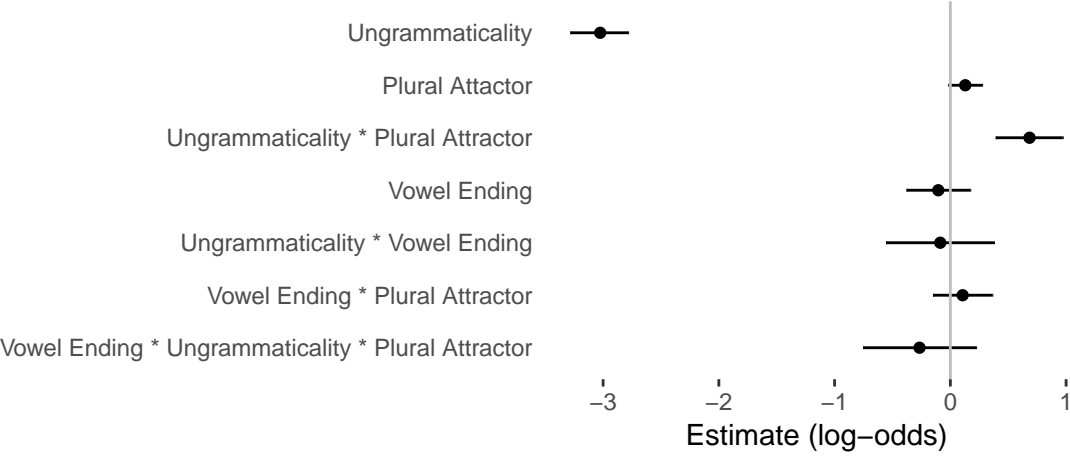 Ungrammaticality
Plural Attactor
Ungrammaticality * Plural Attractor
Vowel Ending
Ungrammaticality * Vowel Ending
Vowel Ending * Plural Attractor
Vowel Ending * Ungrammaticality * Plural Attractor
−3 −2 −1 0 1
Estimate (log−odds)